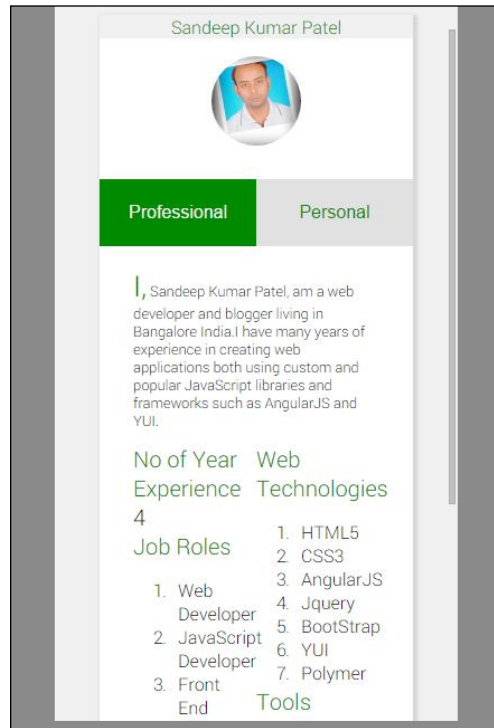 Sandeep Kumar Patel
Professional
Personal
I, Sandeep Kumar Patel, am a web
developer and blogger living in
Bangalore India.I have many years of
experience in creating web
applications both using custom and
popular JavaScript libraries and
frameworks such as AngularJS and
YUI.
No of Year
Experience
4
Job Roles
1. Web
Developer
2. JavaScript
Developer
3. Front
End
Web
Technologies
1. HTML5
2. CSS3
3. AngularJS
4. Jquery
5. BootStrap
6. YUI
7. Polymer
Tools